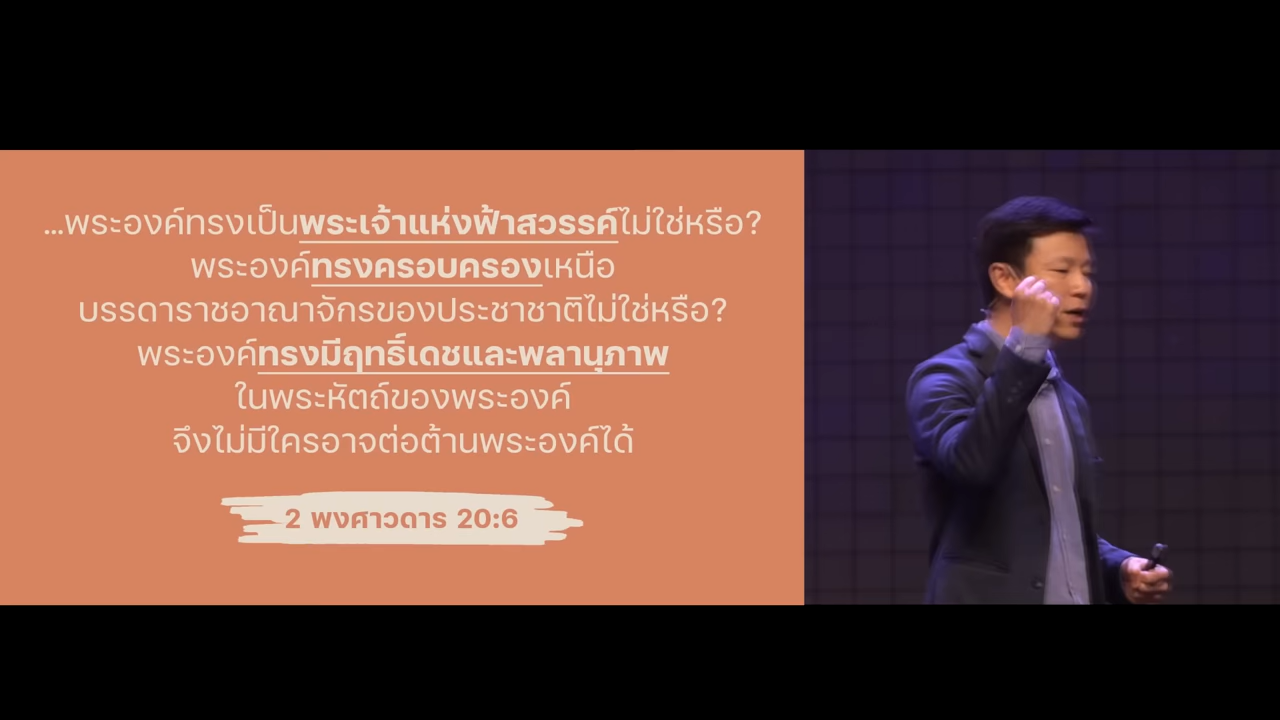 ...พระองค์ทรงเป็นพระเจ้าแห่งฟ้าสวรรค์ไม่ใช่หรือ?
พระองค์ทรงครอบครองเหนือ
บรรดาราชอาณาจักรของประชาชาติไม่ใช่หรือ?
พระองค์ทรงมีฤทธิ์เดชและพลานุภาพ
ในพระหัตถ์ของพระองค์
จึงไม่มีใครอาจต่อต้านพระองค์ได้
2 พงศาวดาร 20:6